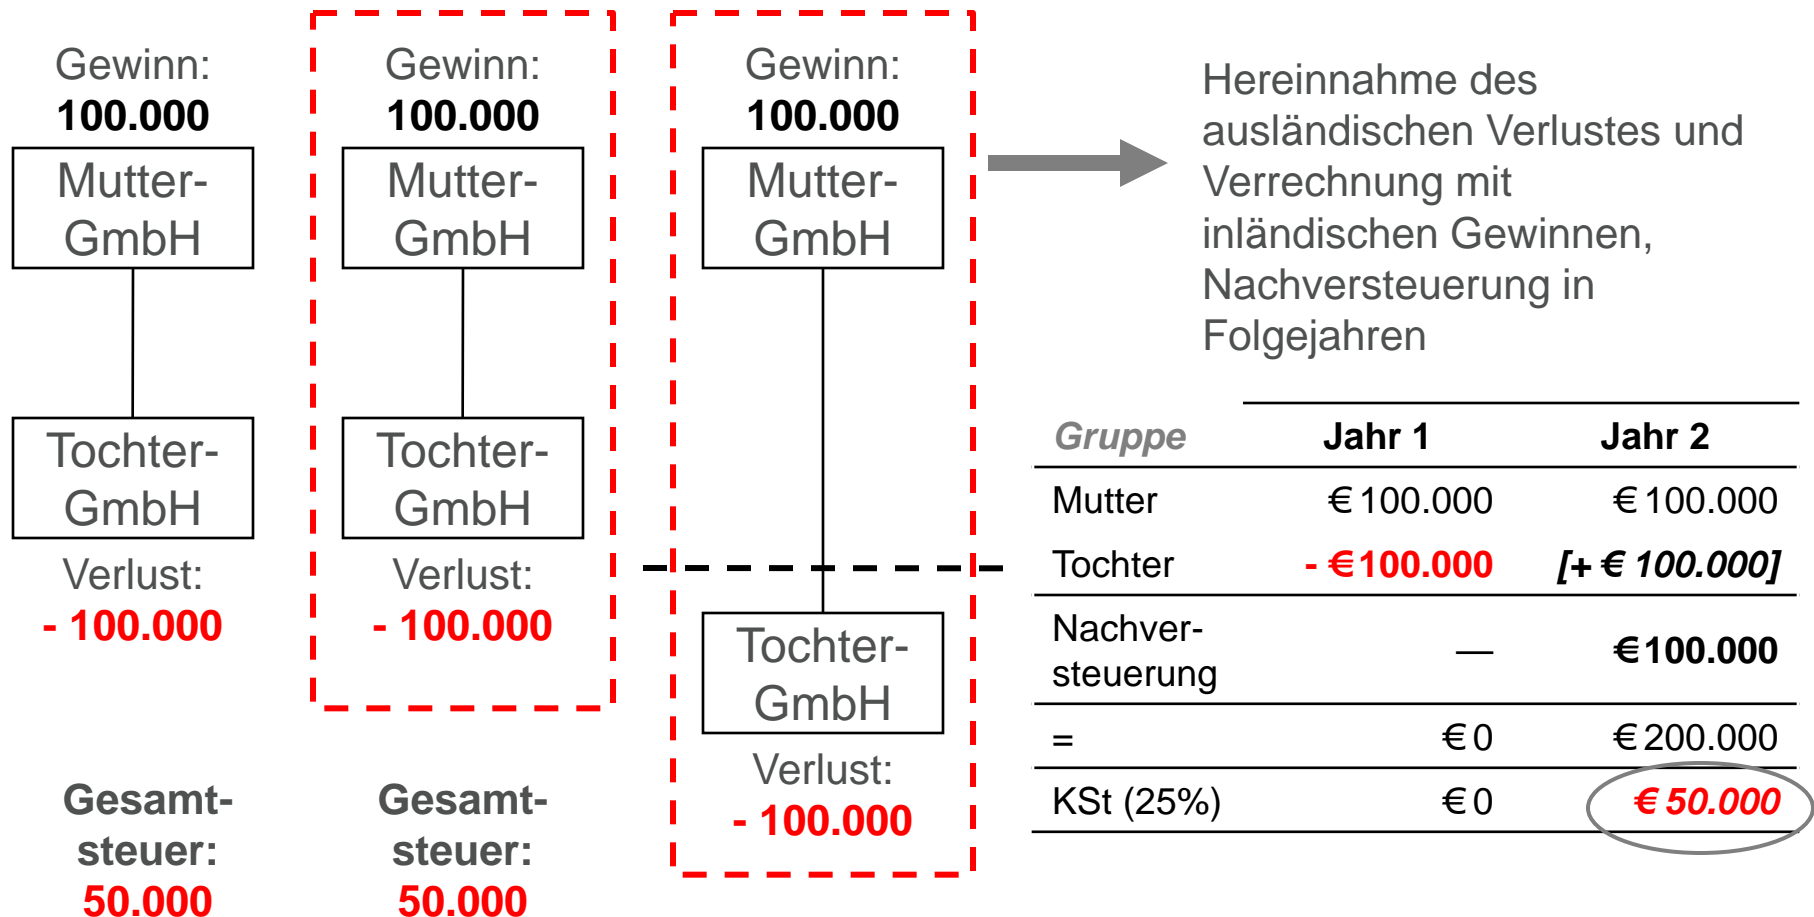 Gewinn:
100.000
Mutter-
GmbH
Tochter-
GmbH
Verlust:
- 100.000
Gesamt-
steuer:
50.000
Gewinn:
100.000
Mutter-
GmbH
Tochter-
GmbH
Verlust:
- 100.000
Gesamt-
steuer:
50.000
Gewinn:
100.000
Mutter-
GmbH
Tochter-
GmbH
Verlust:
- 100.000
Hereinnahme des
ausländischen Verlustes und
Verrechnung mit
inländischen Gewinnen,
Nachversteuerung in
Folgejahren
Gruppe Jahr 1 Jahr 2
Mutter € 100.000 € 100.000
Tochter - € 100.000 [+ € 100.000]
Nachver-
steuerung — € 100.000
= € 0 € 200.000
KSt (25%) € 0 € 50.000